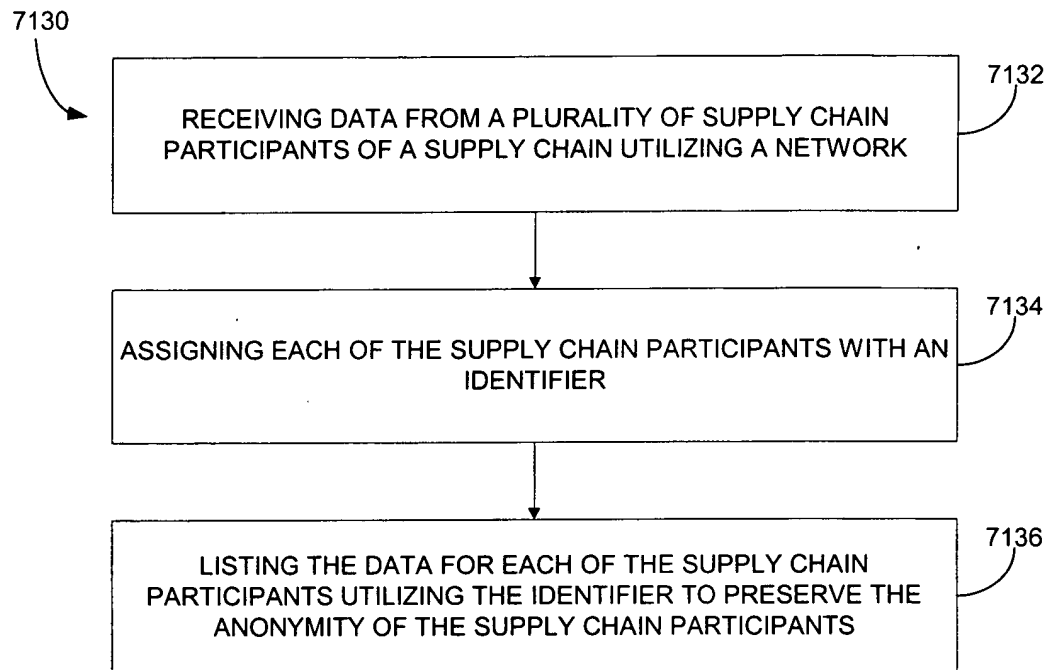 7130
7132
RECEIVING DATA FROM A PLURALITY OF SUPPLY CHAIN
PARTICIPANTS OF A SUPPLY CHAIN UTILIZING A NETWORK
7134
ASSIGNING EACH OF THE SUPPLY CHAIN PARTICIPANTS WITH AN
IDENTIFIER
7136
LISTING THE DATA FOR EACH OF THE SUPPLY CHAIN
PARTICIPANTS UTILIZING THE IDENTIFIER TO PRESERVE THE
ANONYMITY OF THE SUPPLY CHAIN PARTICIPANTS